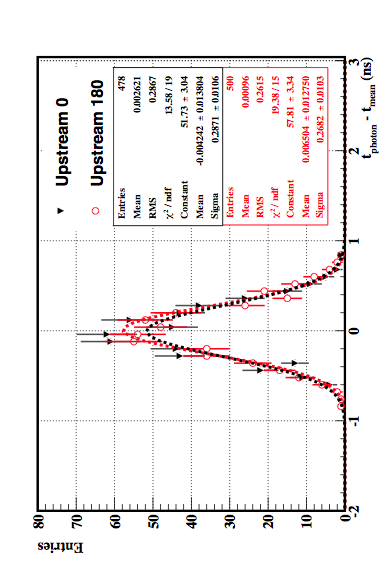 Entries
80
70
60
50
40
30
20
10
0
-2
-1
0
1
2
3
t photon - t mean (ns)
Upstream 0
Upstream 180
Entries 478
Mean 0.002621
RMS 0.2867
χ² / ndf 13.58 / 19
Constant 51.73 ± 3.04
Mean -0.004242 ± 0.013804
Sigma 0.2871 ± 0.0106
Entries 500
Mean 0.00096
RMS 0.2615
χ² / ndf 19.38 / 15
Constant 57.81 ± 3.34
Mean 0.006504 ± 0.012750
Sigma 0.2682 ± 0.0103